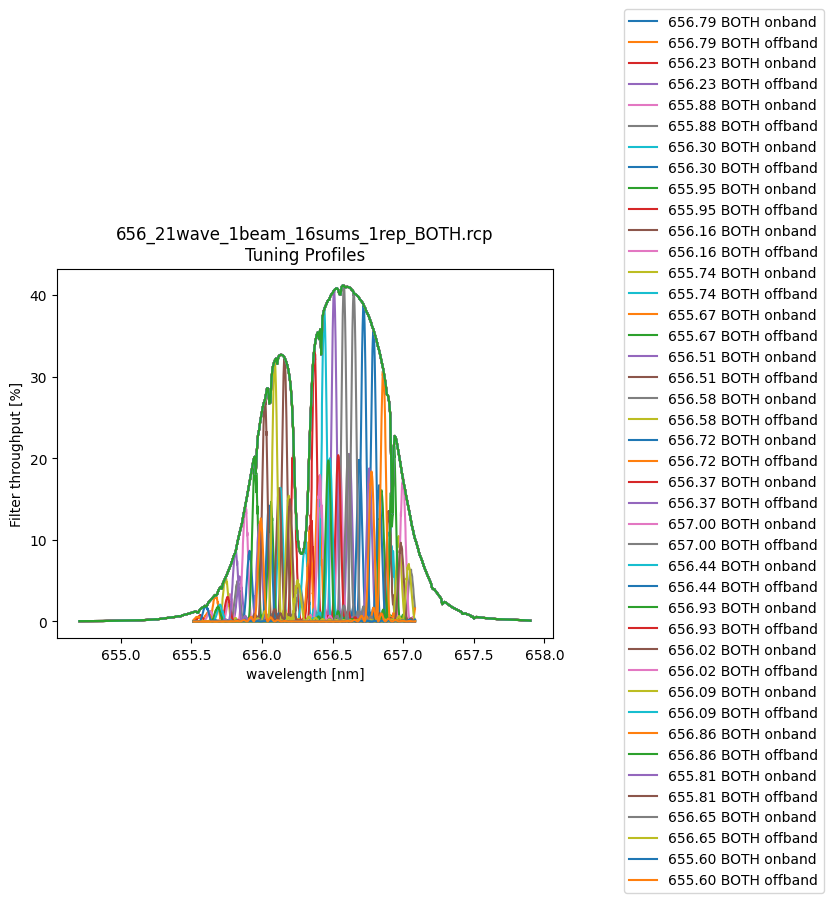 656_21wave_1beam_16sums_1rep_BOTH.rcp
Tuning Profiles
Filter throughput [%]
40
30
20
10
0
655.0 655.5 656.0 656.5 657.0 657.5 658.0
wavelength [nm]
656.79 BOTH onband
656.79 BOTH offband
656.23 BOTH onband
656.23 BOTH offband
655.88 BOTH onband
655.88 BOTH offband
656.30 BOTH onband
656.30 BOTH offband
655.95 BOTH onband
655.95 BOTH offband
656.16 BOTH onband
656.16 BOTH offband
655.74 BOTH onband
655.74 BOTH offband
655.67 BOTH onband
655.67 BOTH offband
656.51 BOTH onband
656.51 BOTH offband
656.58 BOTH onband
656.58 BOTH offband
656.72 BOTH onband
656.72 BOTH offband
656.37 BOTH onband
656.37 BOTH offband
657.00 BOTH onband
657.00 BOTH offband
656.44 BOTH onband
656.44 BOTH offband
656.93 BOTH onband
656.93 BOTH offband
656.02 BOTH onband
656.02 BOTH offband
656.09 BOTH onband
656.09 BOTH offband
656.86 BOTH onband
656.86 BOTH offband
655.81 BOTH onband
655.81 BOTH offband
656.65 BOTH onband
656.65 BOTH offband
655.60 BOTH onband
655.60 BOTH offband